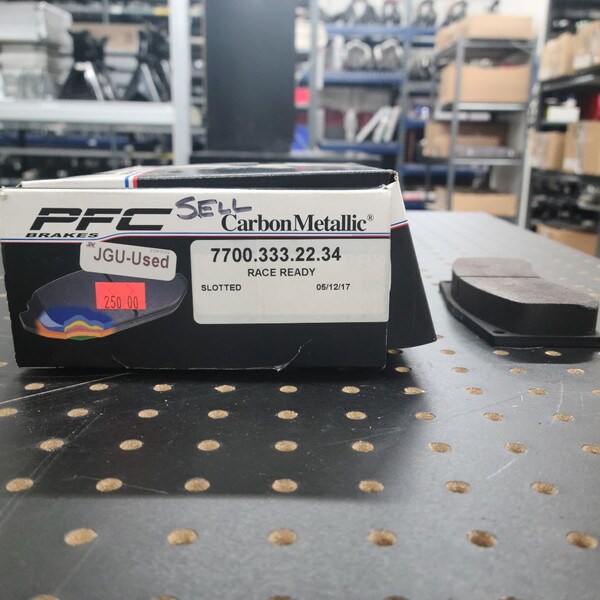 PFC
BRAKES
SELL
CarbonMetallic®
JGU-Used
250.00
7700.333.22.34
RACE READY
SLOTTED 05/12/17